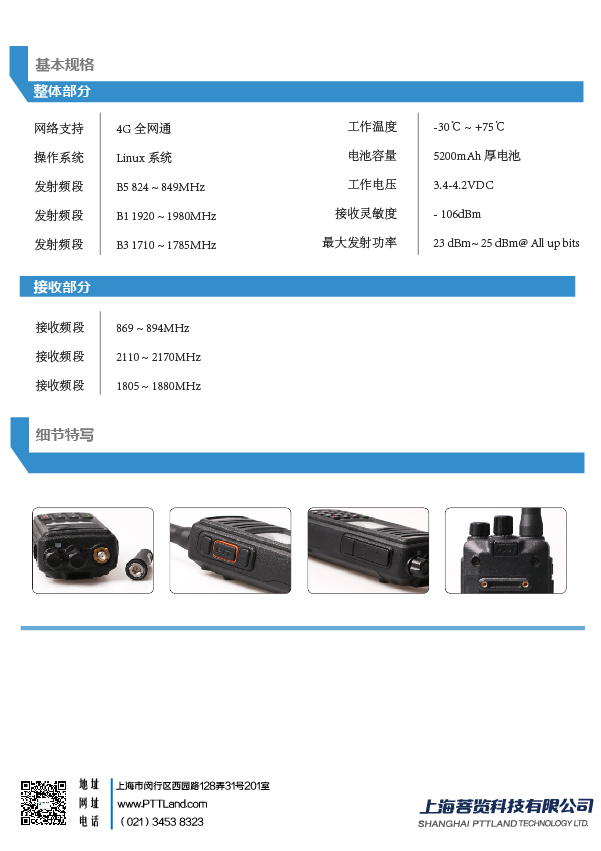 基本规格
整体部分
网络支持 4G 全网通
操作系统 Linux 系统
发射频段 B5 824 ~ 849MHz
发射频段 B1 1920 ~ 1980MHz
发射频段 B3 1710 ~ 1785MHz
工作温度 -30℃ ~ +75℃
电池容量 5200mAh 厚电池
工作电压 3.4-4.2VDC
接收灵敏度 - 106dBm
最大发射功率 23 dBm~ 25 dBm@ All up bits
接收部分
接收频段 869 ~ 894MHz
接收频段 2110 ~ 2170MHz
接收频段 1805 ~ 1880MHz
细节特写
地 址 上海市闵行区西园路128弄31号201室
网 址 www.PTTLand.com
电 话 （021）3453 8323
上海客览科技有限公司
SHANGHAI PTTLAND TECHNOLOGY LTD.